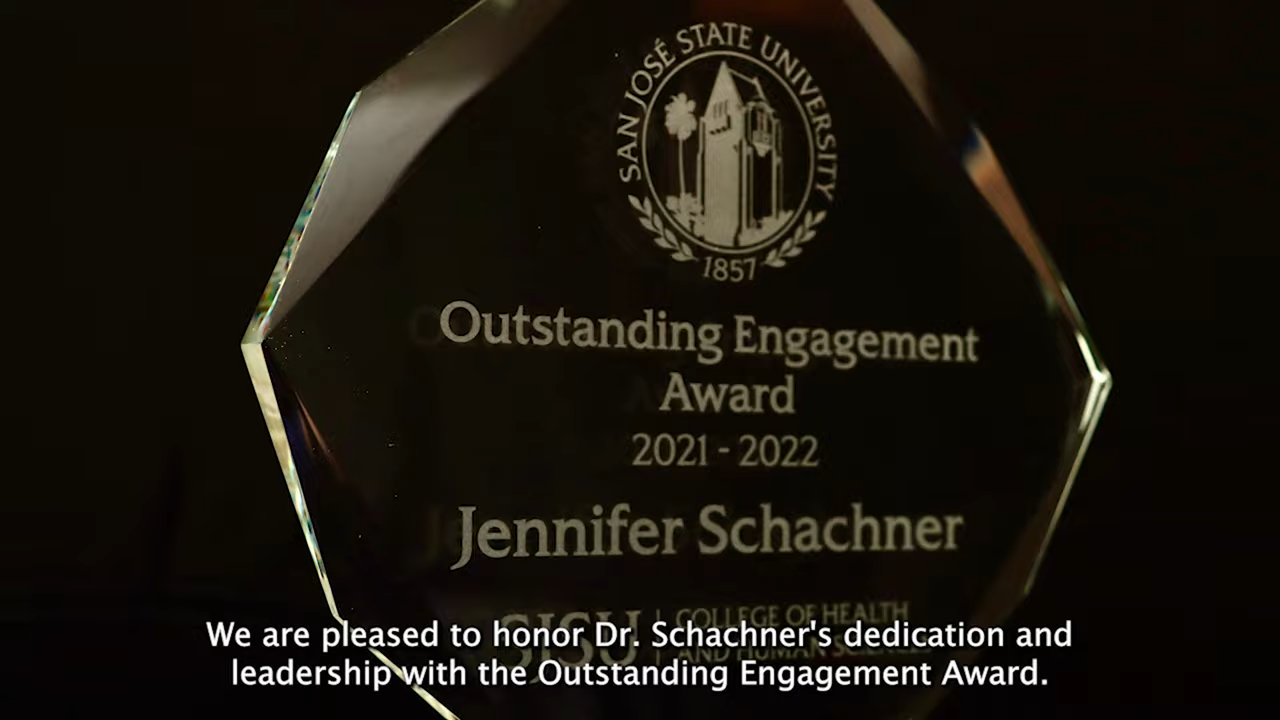 SAN JOSÉ STATE UNIVERSITY
1857
Outstanding Engagement
Award
2021 - 2022
Jennifer Schachner
SJSU | COLLEGE OF HEALTH
AND HUMAN SCIENCES
We are pleased to honor Dr. Schachner's dedication and
leadership with the Outstanding Engagement Award.